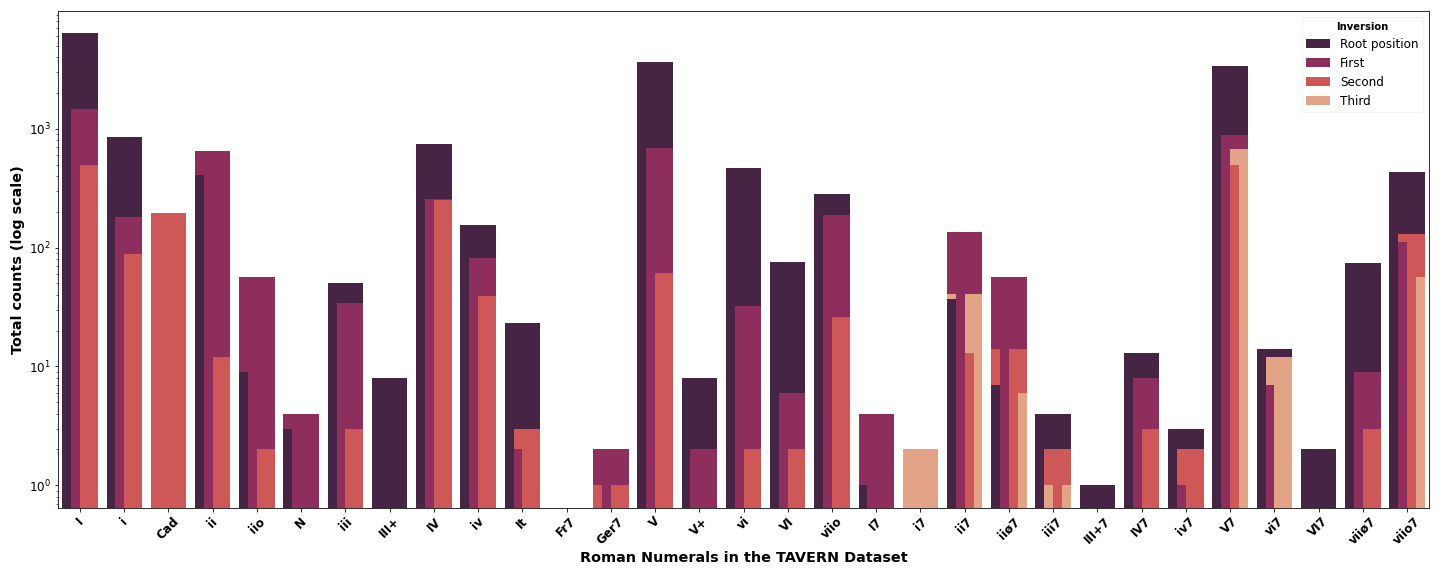 Inversion
Root position
First
Second
Third
Total counts (log scale)
10³
10²
10¹
10⁰
I i Cad ii iio N iii III+ IV iv It Fr7 Ger7 V V+ vi VI viio I7 i7 ii7 iiø7 iii7 III+7 IV7 iv7 V7 vi7 VI7 viiø7 viio7
Roman Numerals in the TAVERN Dataset